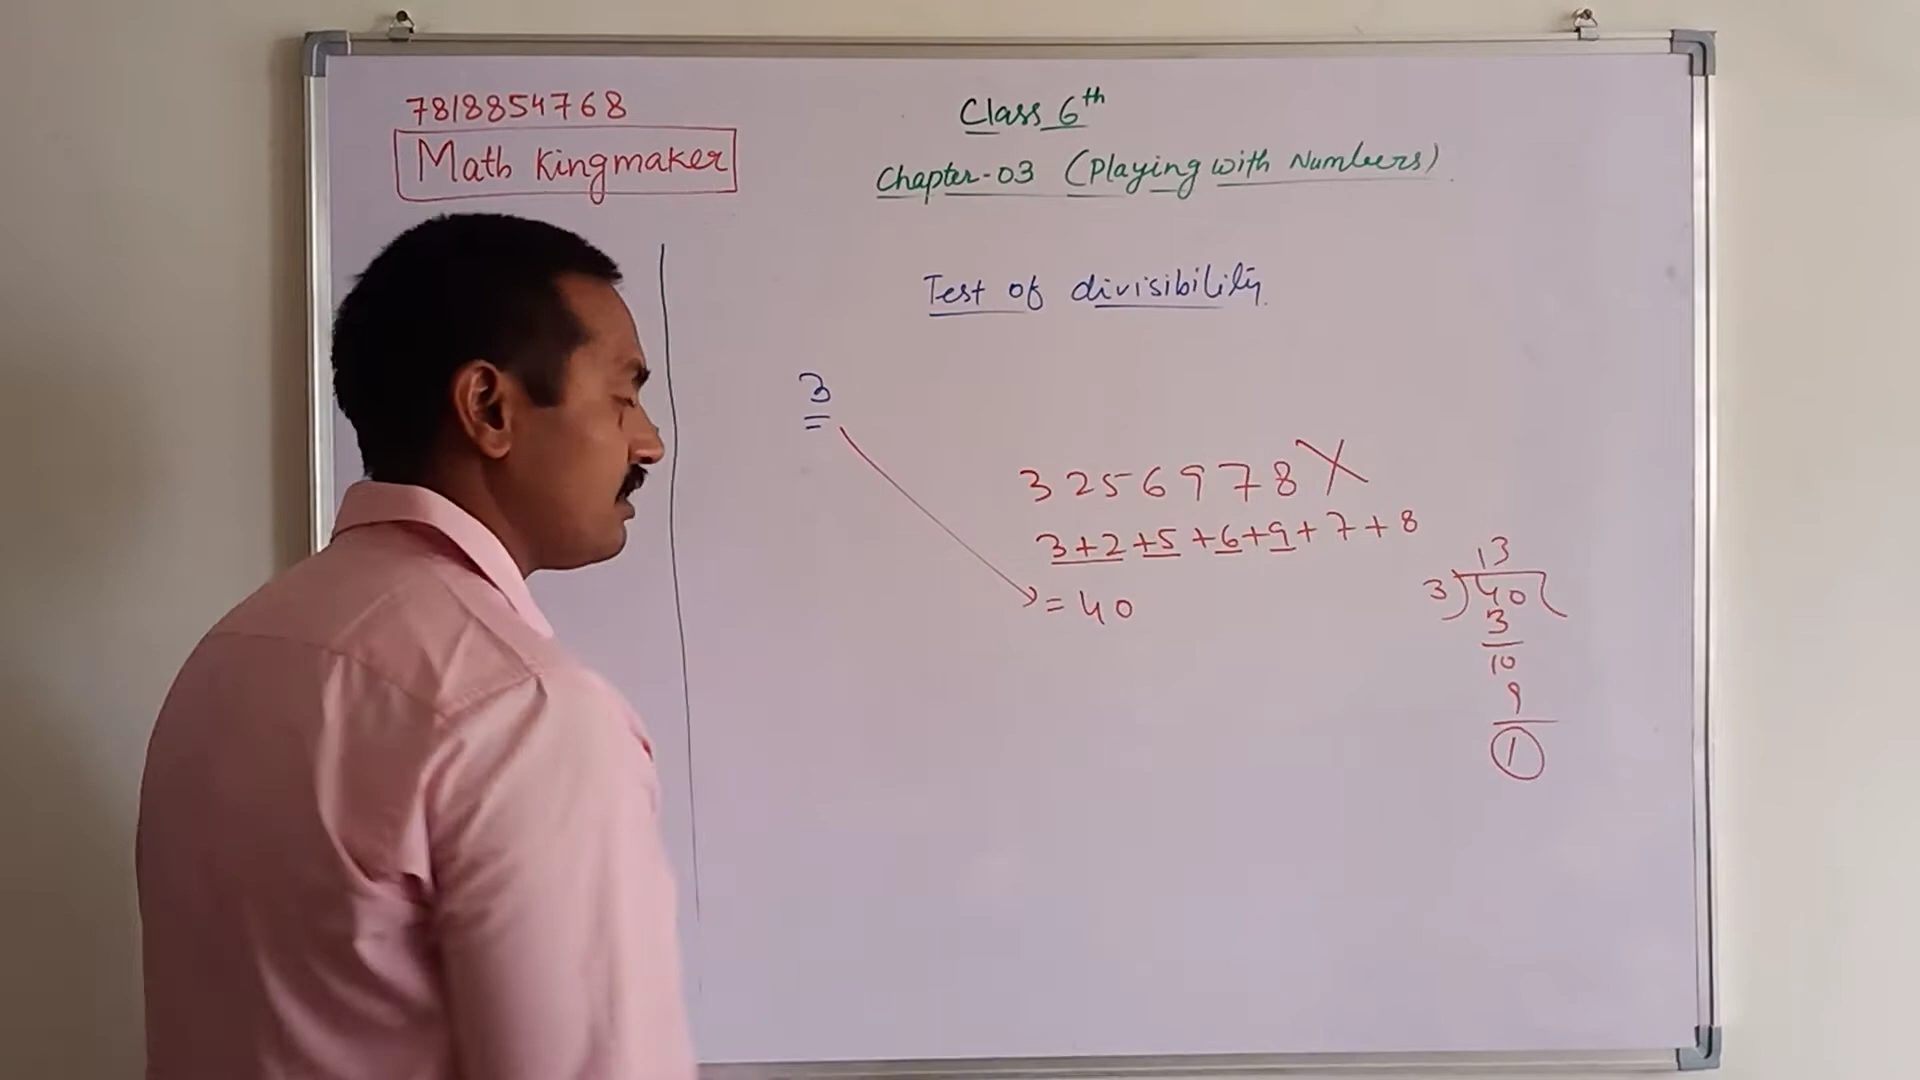 7818854768
Math Kingmaker
Class 6th
Chapter-03 (Playing with Numbers)
Test of divisibility
3
3256978X
3+2+5+6+9+7+8
= 40
13
3)40(
3
10
9
1